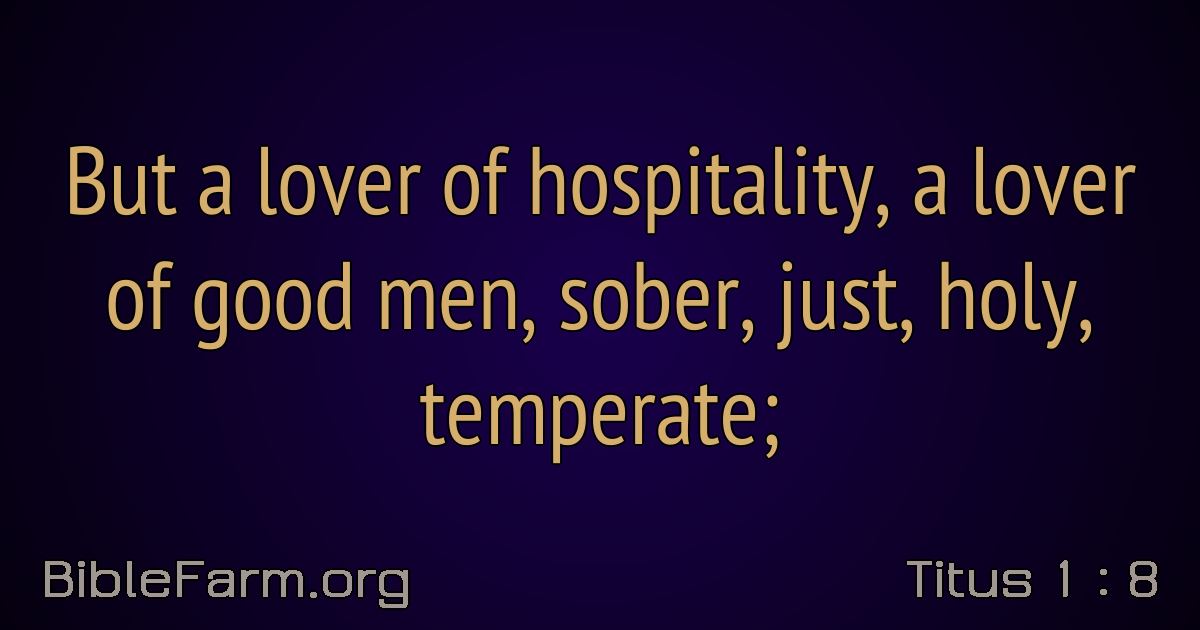 But a lover of hospitality, a lover
of good men, sober, just, holy,
temperate;
BibleFarm.org
Titus 1 : 8